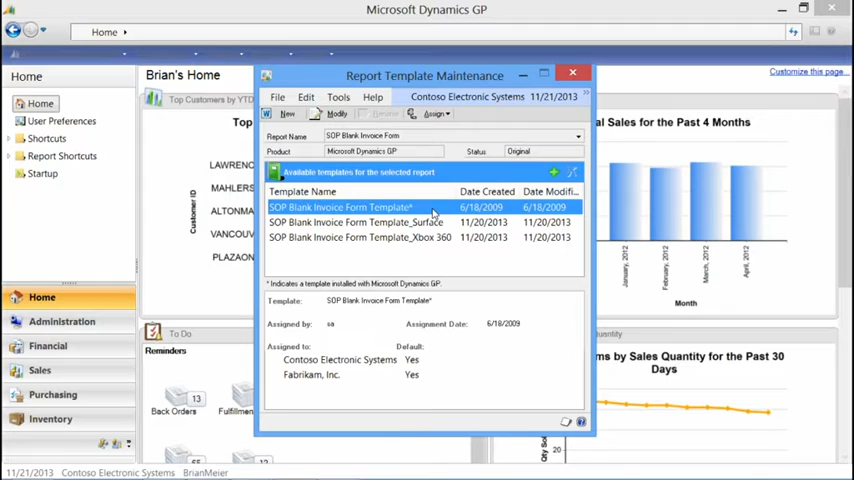 Microsoft Dynamics GP
Home
Home
Brian's Home
Customize this page...
Home
User Preferences
Shortcuts
Report Shortcuts
Startup
Top Customers by YTD
Top
LAWRENC
MAHLERS
ALTONMA
VANCOUV
PLAZAON
Customer ID
Report Template Maintenance
File Edit Tools Help
Contoso Electronic Systems 11/21/2013
New Modify Rename Assign
Report Name SOP Blank Invoice Form
Product Microsoft Dynamics GP Status Original
Available templates for the selected report
Template Name Date Created Date Modifi...
SOP Blank Invoice Form Template* 6/18/2009 6/18/2009
SOP Blank Invoice Form Template_Surface 11/20/2013 11/20/2013
SOP Blank Invoice Form Template_Xbox 360 11/20/2013 11/20/2013
* Indicates a template installed with Microsoft Dynamics GP.
Template: SOP Blank Invoice Form Template*
Assigned by: sa Assignment Date: 6/18/2009
Assigned to: Default:
Contoso Electronic Systems Yes
Fabrikam, Inc. Yes
al Sales for the Past 4 Months
January, 2012
February, 2012
March, 2012
April, 2012
Month
Quantity
ms by Sales Quantity for the Past 30
Days
20
Home
Administration
Financial
Sales
Purchasing
Inventory
To Do
Reminders
13
Back Orders
Fulfillmen
55
12
11/21/2013 Contoso Electronic Systems BrianMeier